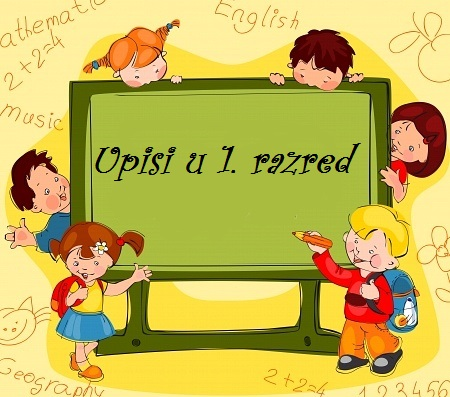 athematic
English
2+2=4
music
Upisi u 1. razred
Geography
2+2=4
123456